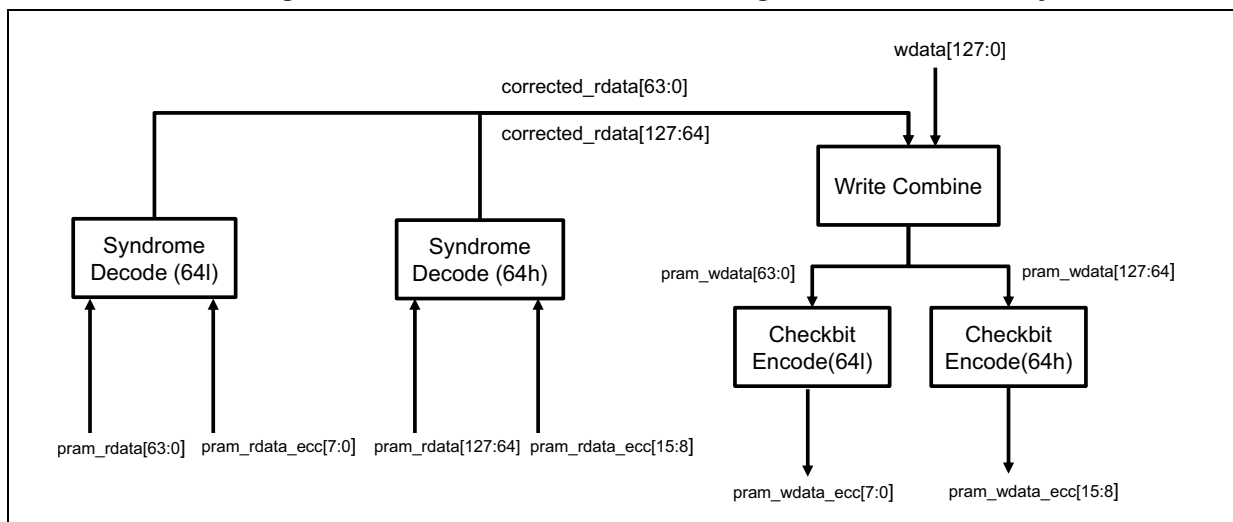 wdata[127:0]
corrected_rdata[63:0]
corrected_rdata[127:64]
Write Combine
Syndrome
Decode (64l)
Syndrome
Decode (64h)
pram_wdata[63:0]
pram_wdata[127:64]
Checkbit
Encode(64l)
Checkbit
Encode(64h)
pram_rdata[63:0]
pram_rdata_ecc[7:0]
pram_rdata[127:64]
pram_rdata_ecc[15:8]
pram_wdata_ecc[7:0]
pram_wdata_ecc[15:8]